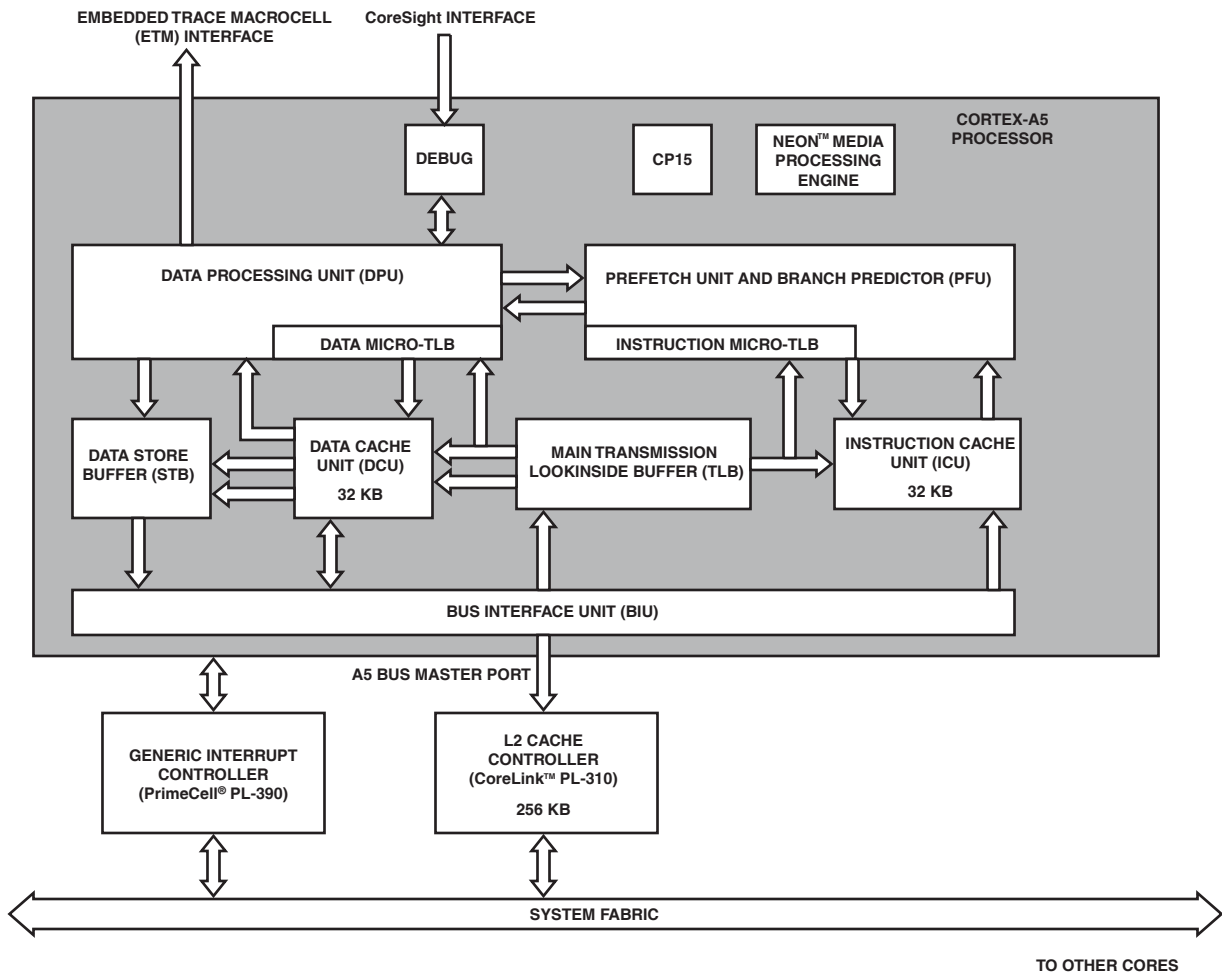 EMBEDDED TRACE MACROCELL
(ETM) INTERFACE
CoreSight INTERFACE
CORTEX-A5
PROCESSOR
DEBUG
CP15
NEON™ MEDIA
PROCESSING
ENGINE
DATA PROCESSING UNIT (DPU)
PREFETCH UNIT AND BRANCH PREDICTOR (PFU)
DATA MICRO-TLB
INSTRUCTION MICRO-TLB
DATA STORE
BUFFER (STB)
DATA CACHE
UNIT (DCU)
32 KB
MAIN TRANSMISSION
LOOKINSIDE BUFFER (TLB)
INSTRUCTION CACHE
UNIT (ICU)
32 KB
BUS INTERFACE UNIT (BIU)
A5 BUS MASTER PORT
GENERIC INTERRUPT
CONTROLLER
(PrimeCell® PL-390)
L2 CACHE
CONTROLLER
(CoreLink™ PL-310)
256 KB
SYSTEM FABRIC
TO OTHER CORES